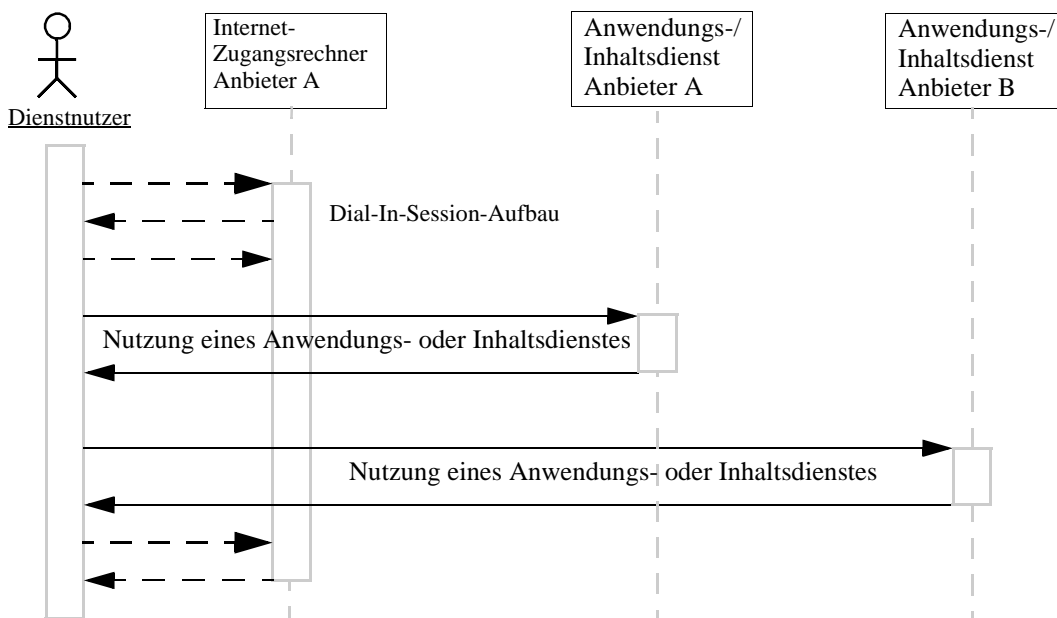 Internet-
Zugangsrechner
Anbieter A
Anwendungs-/
Inhaltsdienst
Anbieter A
Anwendungs-/
Inhaltsdienst
Anbieter B
Dienstnutzer
Dial-In-Session-Aufbau
Nutzung eines Anwendungs- oder Inhaltsdienstes
Nutzung eines Anwendungs- oder Inhaltsdienstes